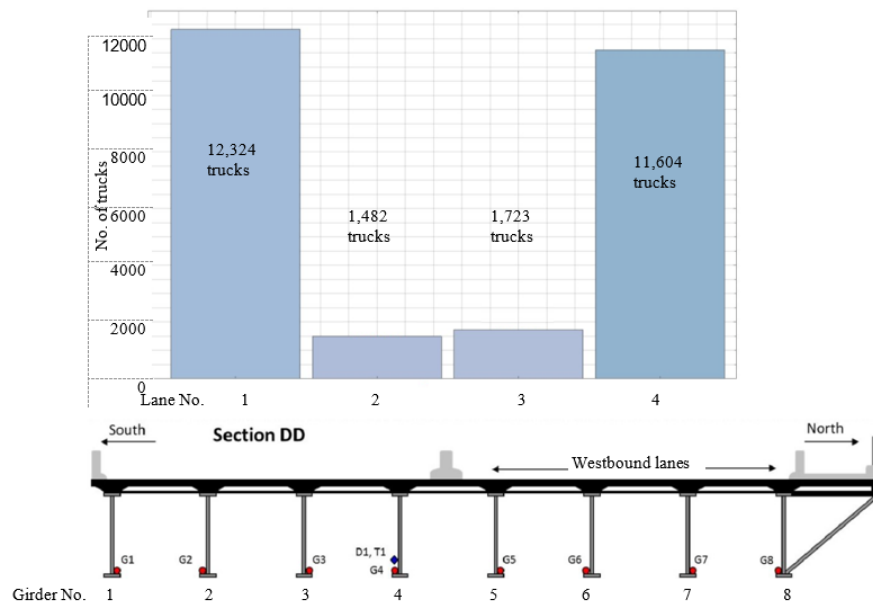 12000
10000
8000
6000
4000
2000
0
No. of trucks
12,324
trucks
1,482
trucks
1,723
trucks
11,604
trucks
Lane No. 1 2 3 4
South
Section DD
North
Westbound lanes
G1 G2 G3 D1, T1
G4 G5 G6 G7 G8
Girder No. 1 2 3 4 5 6 7 8